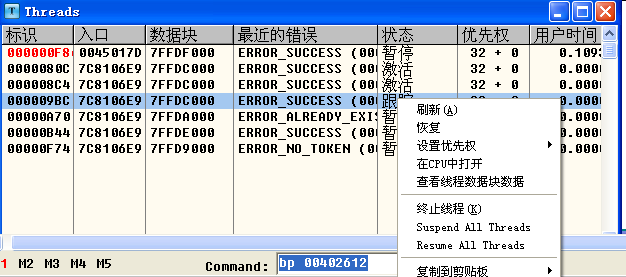 T Threads
标识 入口 数据块 最近的错误 状态 优先权 用户时间
000000F8 0045017D 7FFDF000 ERROR_SUCCESS (00 暂停 32 + 0 0.109
0000080C 7C8106E9 7FFDC000 ERROR_SUCCESS (00 激活 32 + 0 0.000
000008C4 7C8106E9 7FFDC000 ERROR_SUCCESS (00 激活 32 + 0 0.000
000009BC 7C8106E9 7FFDC000 ERROR_SUCCESS (00 跟踪 0.000
00000A70 7C8106E9 7FFDA000 ERROR_ALREADY_EXIS 暂 0.000
00000B44 7C8106E9 7FFDE000 ERROR_SUCCESS (00 暂 0.000
00000F74 7C8106E9 7FFD9000 ERROR_NO_TOKEN (00 暂 0.000
刷新(A)
恢复
设置优先权
在CPU中打开
查看线程数据块数据
终止线程(K)
Suspend All Threads
Resume All Threads
复制到剪贴板
1 M2 M3 M4 M5 Command: bp 00402612